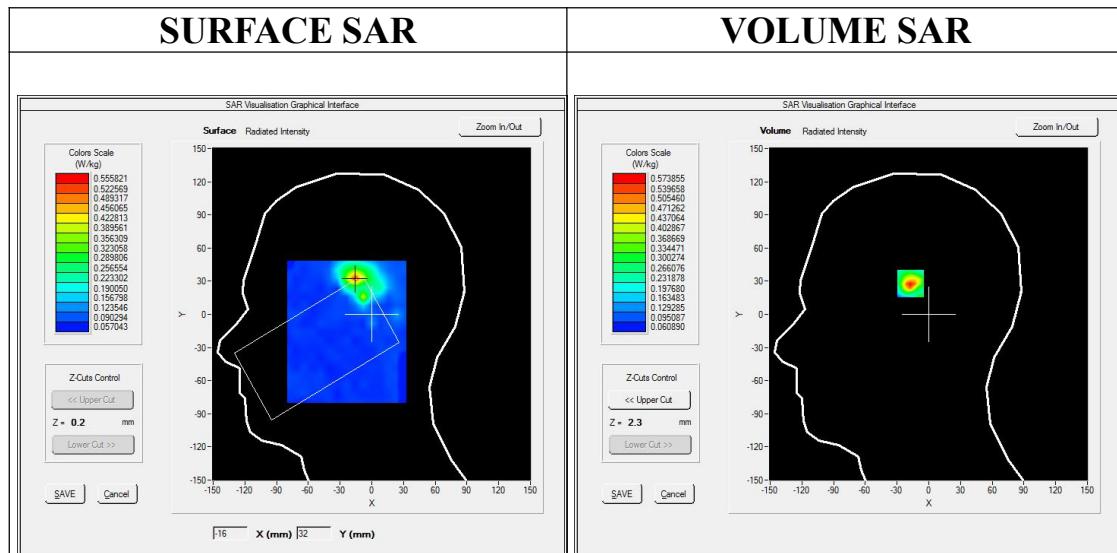 SURFACE SAR
VOLUME SAR
SAR Visualisation Graphical Interface
Surface Radiated Intensity
Zoom In/Out
Colors Scale
(W/kg)
0.555821
0.522569
0.489317
0.456065
0.422813
0.389561
0.356309
0.323058
0.289806
0.256554
0.223302
0.190050
0.156798
0.123546
0.090294
0.057043
Z-Cuts Control
<< Upper Cut
Z = 0.2 mm
Lower Cut >>
SAVE Cancel
150
120
90
60
30
0
-30
-60
-90
-120
-150
Y
-150 -120 -90 -60 -30 0 30 60 90 120 150
X
-16 X (mm) 32 Y (mm)
SAR Visualisation Graphical Interface
Volume Radiated Intensity
Zoom In/Out
Colors Scale
(W/kg)
0.573855
0.539658
0.505460
0.471262
0.437064
0.402867
0.368669
0.334471
0.300274
0.266076
0.231878
0.197680
0.163483
0.129285
0.095087
0.060890
Z-Cuts Control
<< Upper Cut
Z = 2.3 mm
Lower Cut >>
SAVE Cancel
150
120
90
60
30
0
-30
-60
-90
-120
-150
Y
-150 -120 -90 -60 -30 0 30 60 90 120 150
X